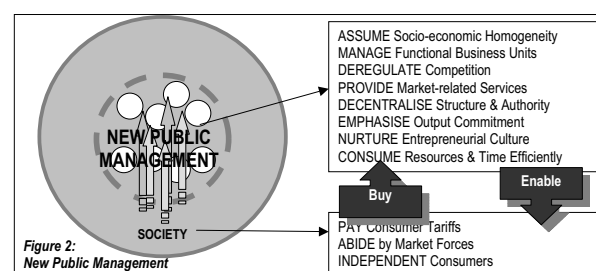 NEW PUBLIC
MANAGEMENT
SOCIETY
Figure 2:
New Public Management
ASSUME Socio-economic Homogeneity
MANAGE Functional Business Units
DEREGULATE Competition
PROVIDE Market-related Services
DECENTRALISE Structure & Authority
EMPHASISE Output Commitment
NURTURE Entrepreneurial Culture
CONSUME Resources & Time Efficiently
Buy
Enable
PAY Consumer Tariffs
ABIDE by Market Forces
INDEPENDENT Consumers